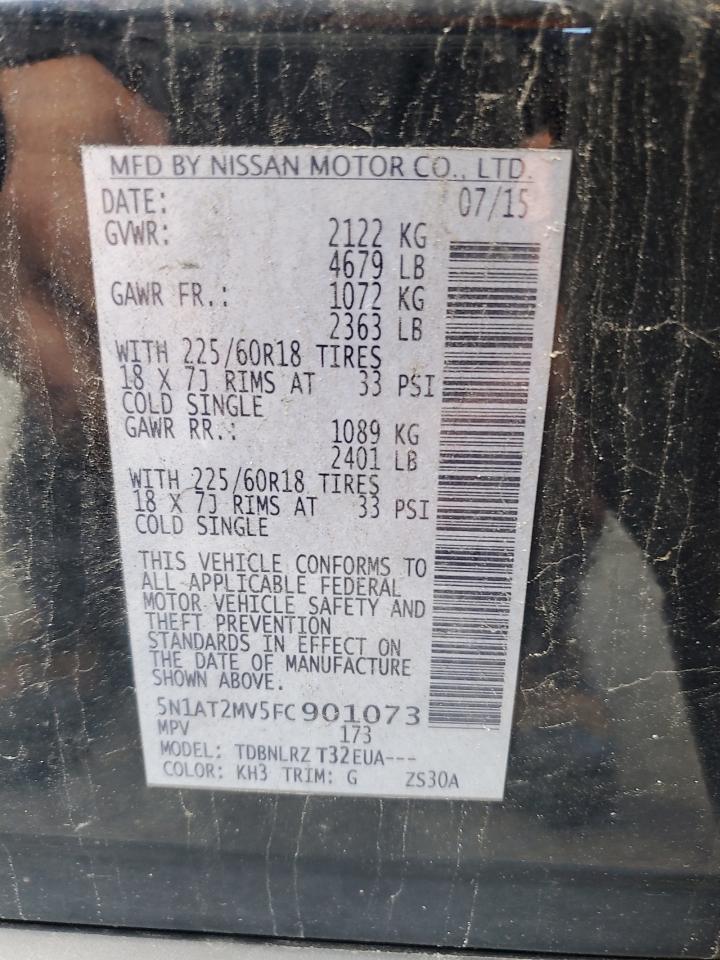 MFD BY NISSAN MOTOR CO., LTD.
DATE: 07/15
GVWR: 2122 KG
4679 LB
GAWR FR.: 1072 KG
2363 LB
WITH 225/60R18 TIRES
18 X 7J RIMS AT 33 PSI
COLD SINGLE
GAWR RR.: 1089 KG
2401 LB
WITH 225/60R18 TIRES
18 X 7J RIMS AT 33 PSI
COLD SINGLE
THIS VEHICLE CONFORMS TO
ALL APPLICABLE FEDERAL
MOTOR VEHICLE SAFETY AND
THEFT PREVENTION
STANDARDS IN EFFECT ON
THE DATE OF MANUFACTURE
SHOWN ABOVE.
5N1AT2MV5FC901073
MPV 173
MODEL: TDBNLRZ T32EUA---
COLOR: KH3 TRIM: G ZS30A